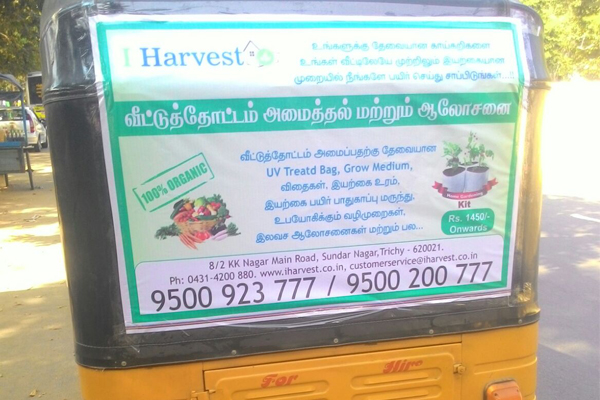 I Harvest
உங்களுக்கு தேவையான காய்கறிகளை
உங்கள் வீட்டிலேயே முற்றிலும் இயற்கையான
முறையில் நீங்களே பயிர் செய்து சாப்பிடுங்கள்...!
வீட்டுத்தோட்டம் அமைத்தல் மற்றும் ஆலோசனை
100% ORGANIC
வீட்டுத்தோட்டம் அமைப்பதற்கு தேவையான
UV Treatd Bag, Grow Medium,
விதைகள், இயற்கை உரம்,
இயற்கை பயிர் பாதுகாப்பு மருந்து,
உபயோகிக்கும் வழிமுறைகள்,
இலவச ஆலோசனைகள் மற்றும் பல...
Kit
Rs. 1450/-
Onwards
8/2 KK Nagar Main Road, Sundar Nagar,Trichy - 620021.
Ph: 0431-4200 880. www.iharvest.co.in, customerservice@iharvest.co.in
9500 923 777 / 9500 200 777
For Hire